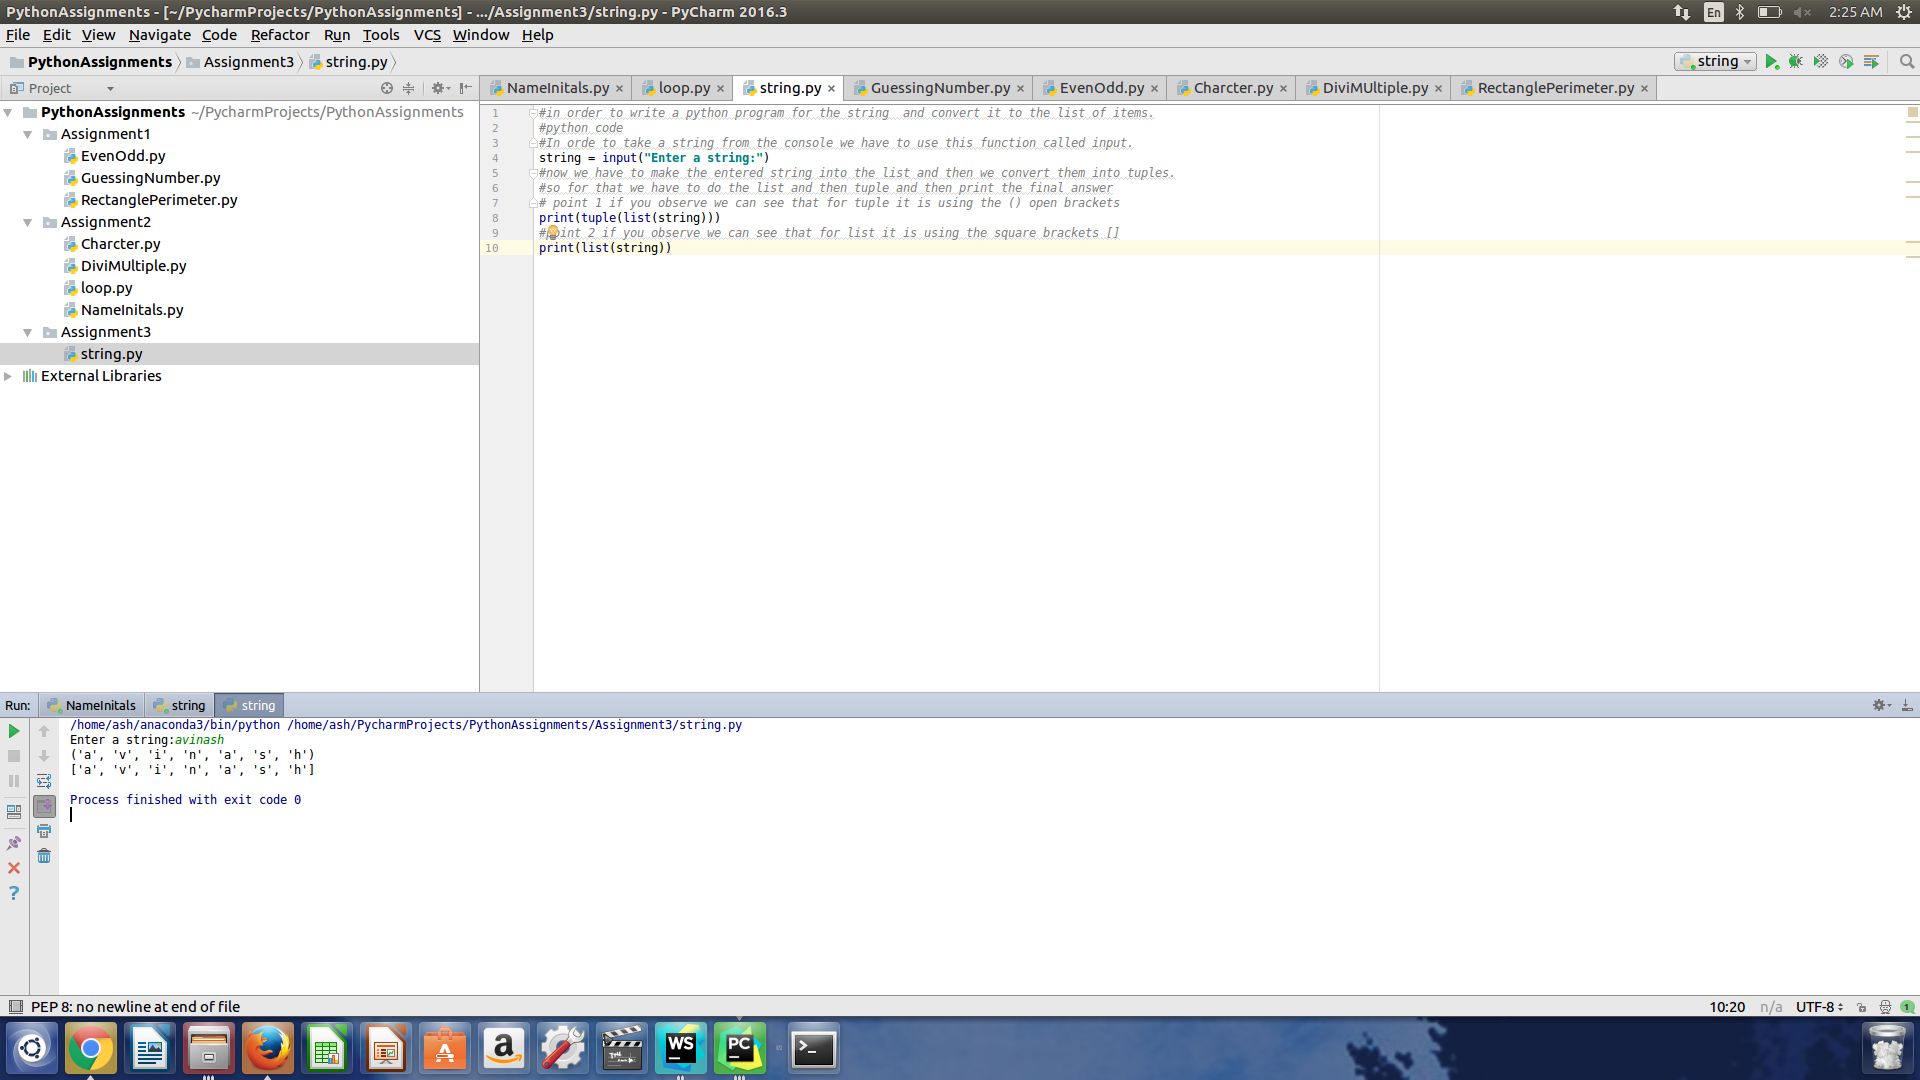 PythonAssignments - [~/PycharmProjects/PythonAssignments] - .../Assignment3/string.py - PyCharm 2016.3
En 2:25 AM
File Edit View Navigate Code Refactor Run Tools VCS Window Help
PythonAssignments Assignment3 string.py string
Project
NameInitals.py loop.py string.py GuessingNumber.py EvenOdd.py Charcter.py DiviMUltiple.py RectanglePerimeter.py
PythonAssignments ~/PycharmProjects/PythonAssignments
Assignment1
EvenOdd.py
GuessingNumber.py
RectanglePerimeter.py
Assignment2
Charcter.py
DiviMUltiple.py
loop.py
NameInitals.py
Assignment3
string.py
External Libraries
1 #in order to write a python program for the string  and convert it to the list of items.
2 #python code
3 #In orde to take a string from the console we have to use this function called input.
4 string = input("Enter a string:")
5 #now we have to make the entered string into the list and then we convert them into tuples.
6 #so for that we have to do the list and then tuple and then print the final answer
7 # point 1 if you observe we can see that for tuple it is using the () open brackets
8 print(tuple(list(string)))
9 #point 2 if you observe we can see that for list it is using the square brackets []
10 print(list(string))
Run: NameInitals string string
/home/ash/anaconda3/bin/python /home/ash/PycharmProjects/PythonAssignments/Assignment3/string.py
Enter a string:avinash
('a', 'v', 'i', 'n', 'a', 's', 'h')
['a', 'v', 'i', 'n', 'a', 's', 'h']
Process finished with exit code 0
PEP 8: no newline at end of file
10:20 n/a UTF-8 1
a WS PC >_